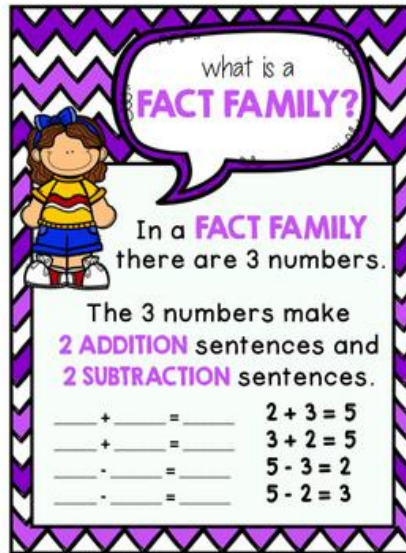 what is a
FACT FAMILY?
In a FACT FAMILY
there are 3 numbers.
The 3 numbers make
2 ADDITION sentences and
2 SUBTRACTION sentences.
____ + ____ = ____ 2 + 3 = 5
____ + ____ = ____ 3 + 2 = 5
____ - ____ = ____ 5 - 3 = 2
____ - ____ = ____ 5 - 2 = 3